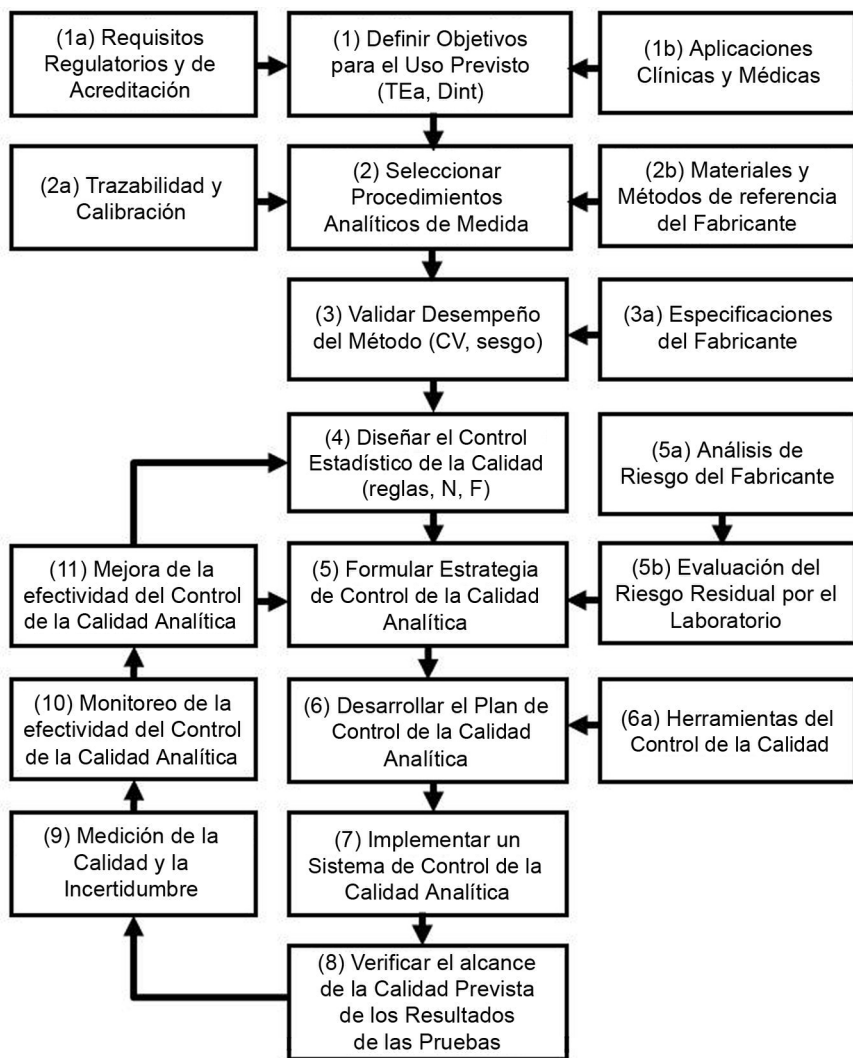 (1a) Requisitos
Regulatorios y de
Acreditación
(1) Definir Objetivos
para el Uso Previsto
(TEa, Dint)
(1b) Aplicaciones
Clínicas y Médicas
(2a) Trazabilidad y
Calibración
(2) Seleccionar
Procedimientos
Analíticos de Medida
(2b) Materiales y
Métodos de referencia
del Fabricante
(3) Validar Desempeño
del Método (CV, sesgo)
(3a) Especificaciones
del Fabricante
(4) Diseñar el Control
Estadístico de la Calidad
(reglas, N, F)
(5a) Análisis de
Riesgo del Fabricante
(11) Mejora de la
efectividad del Control
de la Calidad Analítica
(5) Formular Estrategia
de Control de la Calidad
Analítica
(5b) Evaluación del
Riesgo Residual por el
Laboratorio
(10) Monitoreo de la
efectividad del Control
de la Calidad Analítica
(6) Desarrollar el Plan de
Control de la Calidad
Analítica
(6a) Herramientas del
Control de la Calidad
(9) Medición de la
Calidad y la
Incertidumbre
(7) Implementar un
Sistema de Control de la
Calidad Analítica
(8) Verificar el alcance
de la Calidad Prevista
de los Resultados
de las Pruebas